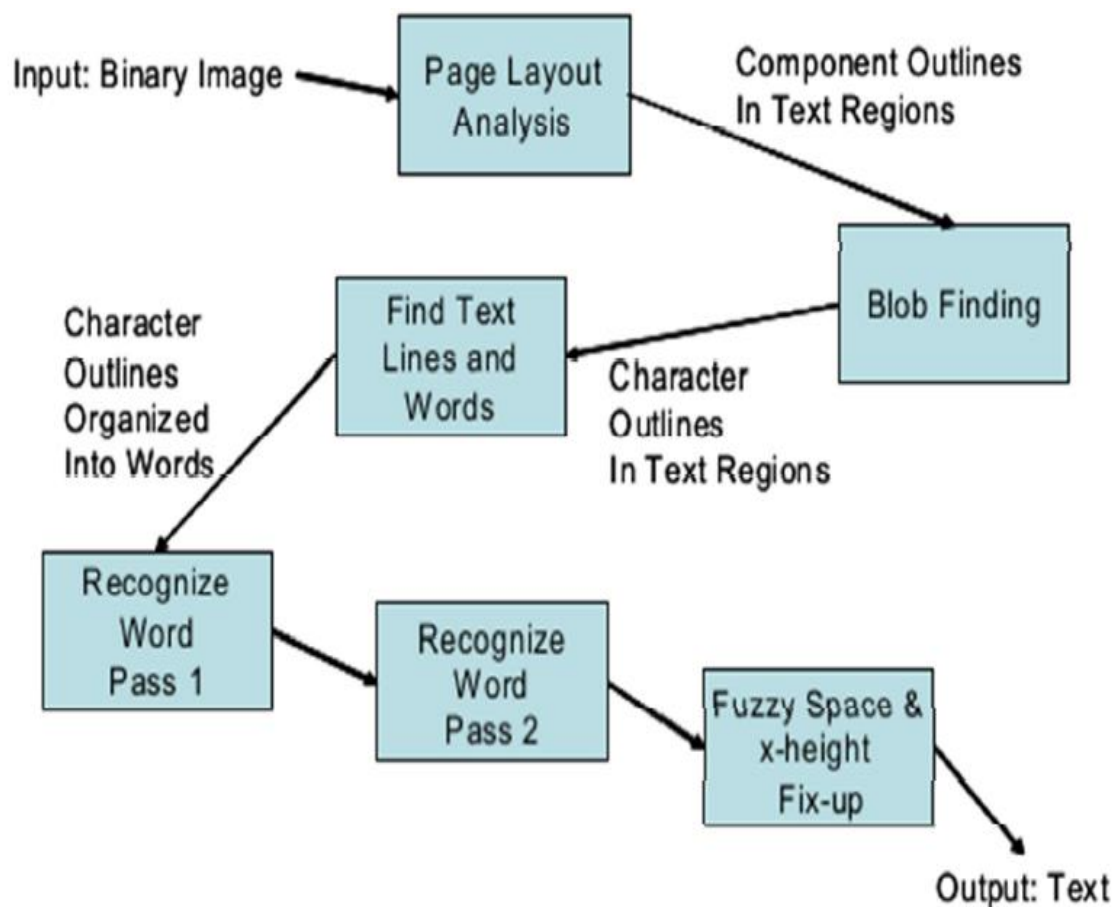 Input: Binary Image
Page Layout
Analysis
Component Outlines
In Text Regions
Blob Finding
Character
Outlines
In Text Regions
Find Text
Lines and
Words
Character
Outlines
Organized
Into Words
Recognize
Word
Pass 1
Recognize
Word
Pass 2
Fuzzy Space &
x-height
Fix-up
Output: Text